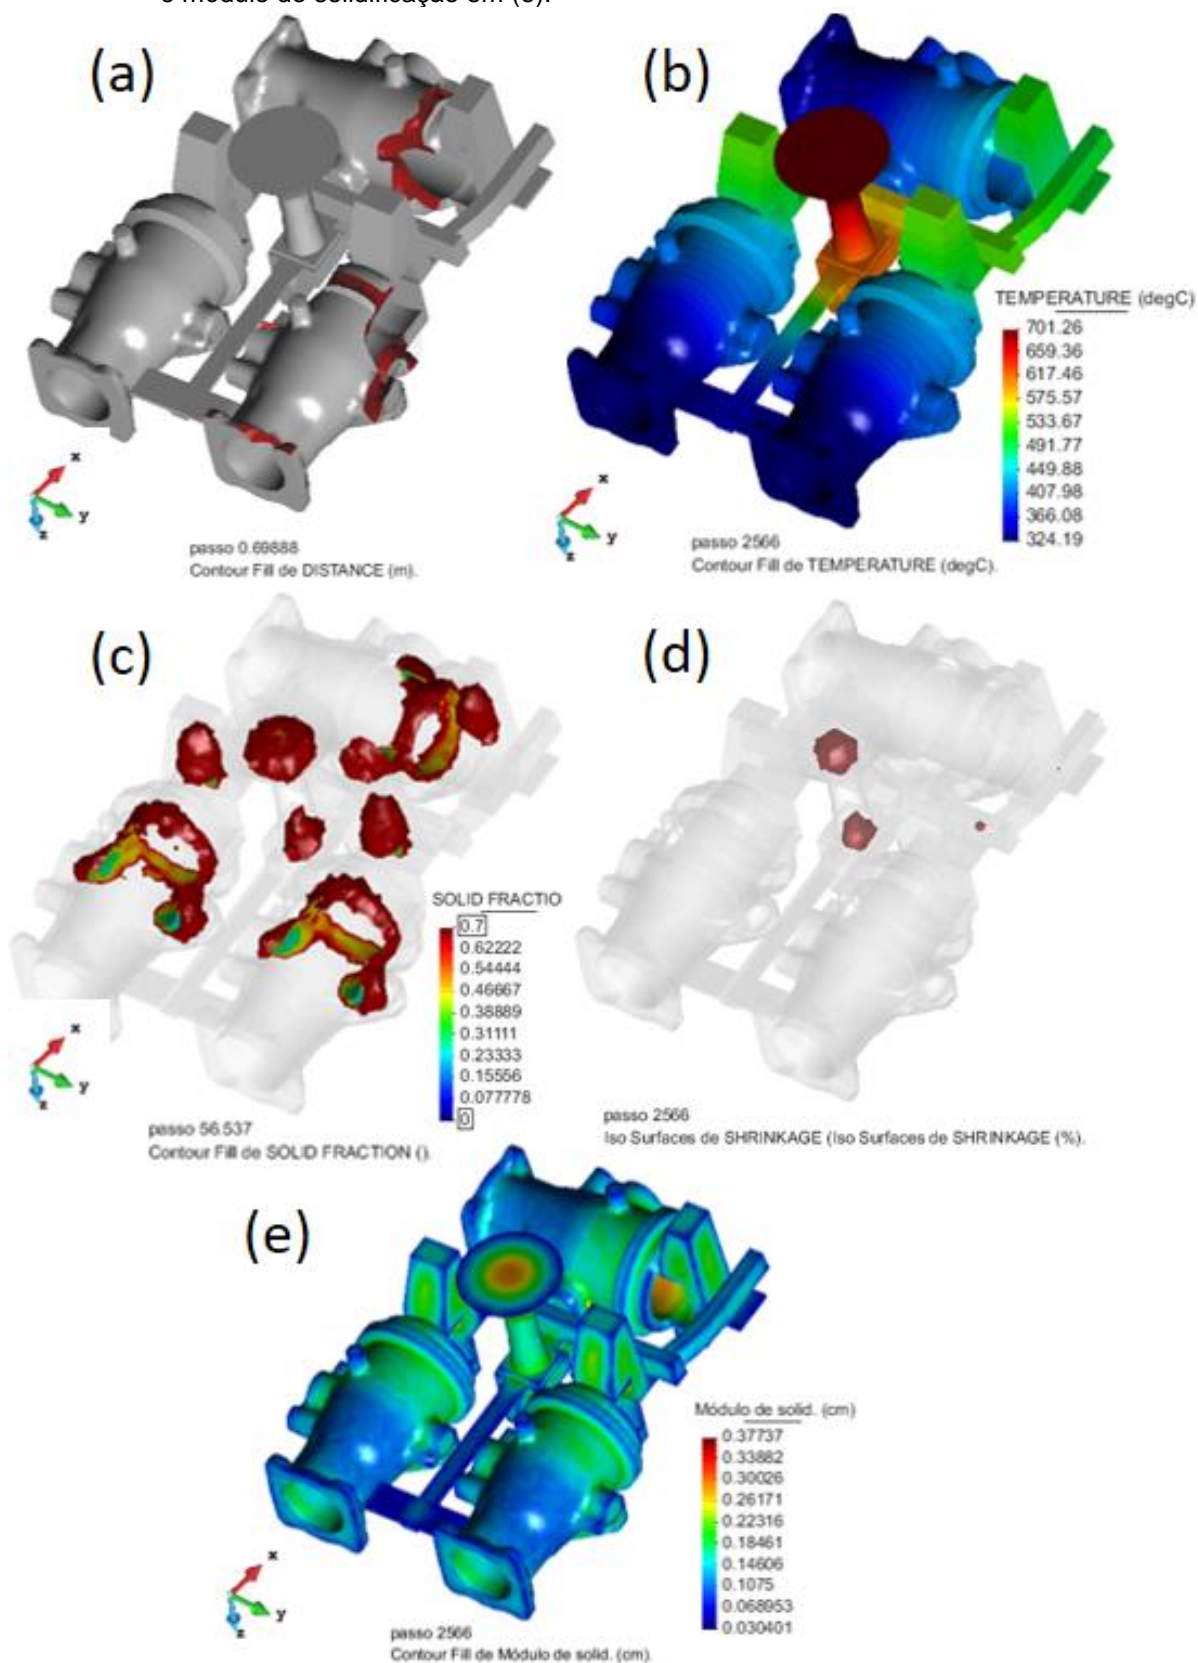 e módulo de solidificação em (e).
(a)
(b)
x
y
z
passo 0.69888
Contour Fill de DISTANCE (m).
TEMPERATURE (degC)
701.26
659.36
617.46
575.57
533.67
491.77
449.88
407.98
366.08
324.19
x
y
z
passo 2566
Contour Fill de TEMPERATURE (degC).
(c)
(d)
SOLID FRACTIO
0.7
0.62222
0.54444
0.46667
0.38889
0.31111
0.23333
0.15556
0.077778
0
x
y
z
passo 56.537
Contour Fill de SOLID FRACTION ().
passo 2566
Iso Surfaces de SHRINKAGE (Iso Surfaces de SHRINKAGE (%).
(e)
Módulo de solid. (cm)
0.37737
0.33882
0.30026
0.26171
0.22316
0.18461
0.14606
0.1075
0.068953
0.030401
x
y
z
passo 2566
Contour Fill de Módulo de solid. (cm).